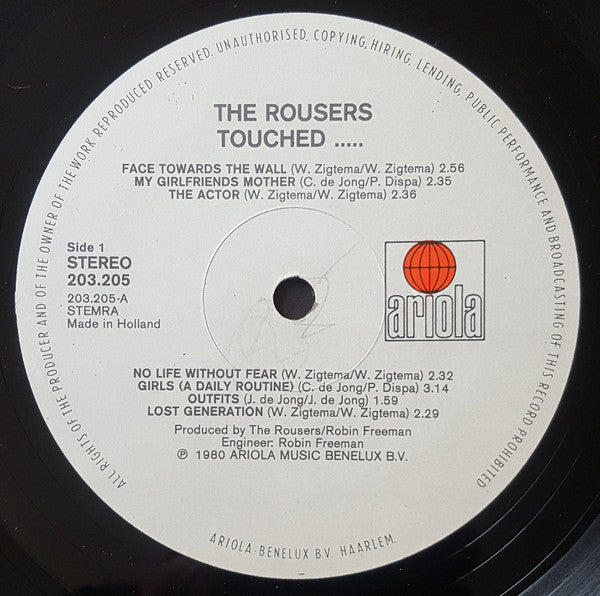 ALL RIGHTS OF THE PRODUCER AND OF THE OWNER OF THE WORK REPRODUCED RESERVED. UNAUTHORISED, COPYING, HIRING, LENDING, PUBLIC PERFORMANCE AND BROADCASTING OF THIS RECORD PROHIBITED
THE ROUSERS
TOUCHED .....
FACE TOWARDS THE WALL (W. Zigtema/W. Zigtema) 2.56
MY GIRLFRIENDS MOTHER (C. de Jong/P. Dispa) 2.35
THE ACTOR (W. Zigtema/W. Zigtema) 2.36
Side 1
STEREO
203.205
203.205-A
STEMRA
Made in Holland
ariola
NO LIFE WITHOUT FEAR (W. Zigtema/W. Zigtema) 2.32
GIRLS (A DAILY ROUTINE) (C. de Jong/P. Dispa) 3.14
OUTFITS (J. de Jong/J. de Jong) 1.59
LOST GENERATION (W. Zigtema/W. Zigtema) 2.29
Produced by The Rousers/Robin Freeman
Engineer: Robin Freeman
℗ 1980 ARIOLA MUSIC BENELUX B.V.
ARIOLA-BENELUX B.V. HAARLEM.